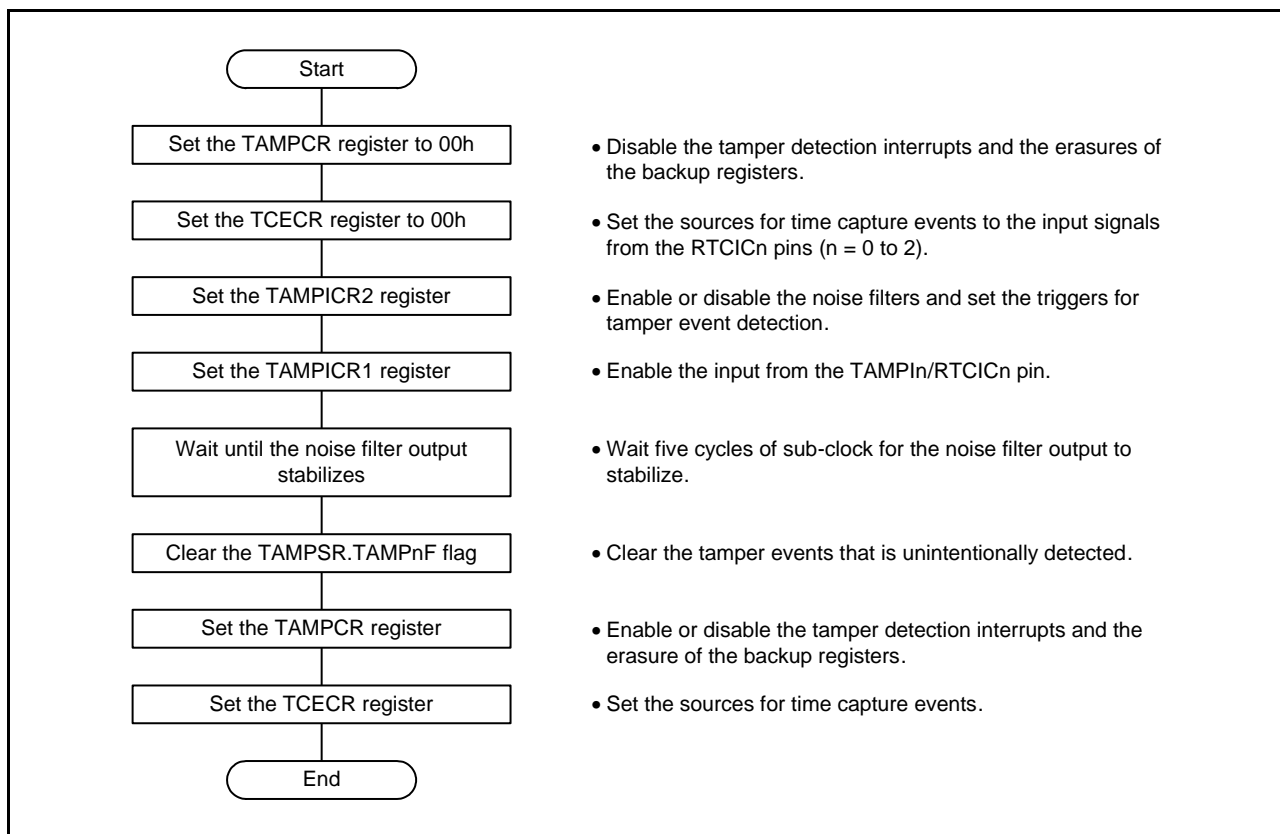 Start
Set the TAMPCR register to 00h
• Disable the tamper detection interrupts and the erasures of
the backup registers.
Set the TCECR register to 00h
• Set the sources for time capture events to the input signals
from the RTCICn pins (n = 0 to 2).
Set the TAMPICR2 register
• Enable or disable the noise filters and set the triggers for
tamper event detection.
Set the TAMPICR1 register
• Enable the input from the TAMPIn/RTCICn pin.
Wait until the noise filter output
stabilizes
• Wait five cycles of sub-clock for the noise filter output to
stabilize.
Clear the TAMPSR.TAMPnF flag
• Clear the tamper events that is unintentionally detected.
Set the TAMPCR register
• Enable or disable the tamper detection interrupts and the
erasure of the backup registers.
Set the TCECR register
• Set the sources for time capture events.
End